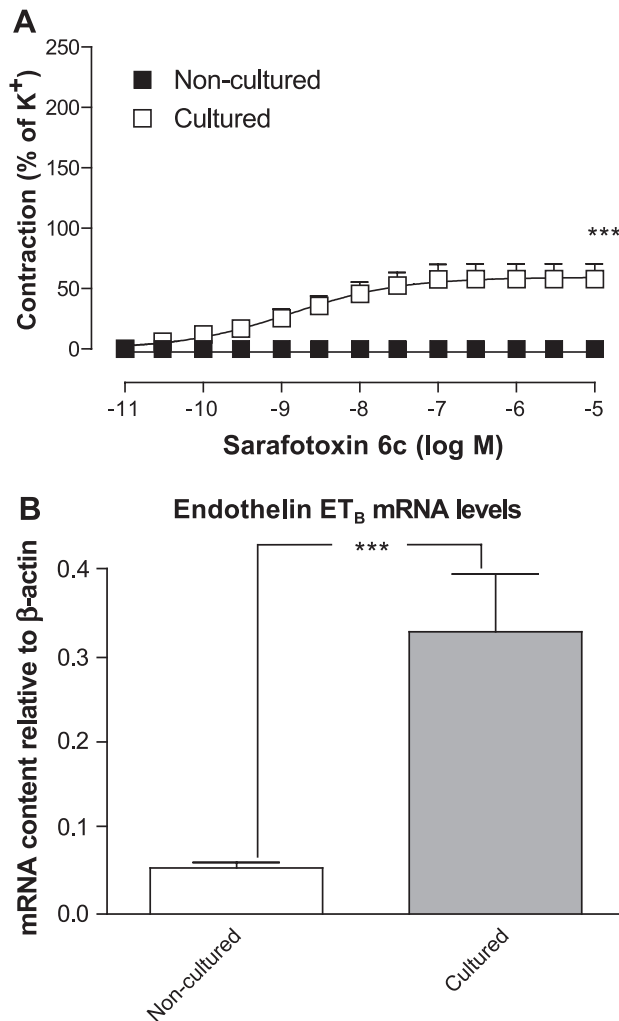 A
250
200
150
100
50
0
Contraction (% of K⁺)
Non-cultured
Cultured
***
-11 -10 -9 -8 -7 -6 -5
Sarafotoxin 6c (log M)
B
Endothelin ET_B mRNA levels
***
0.4
0.3
0.2
0.1
0.0
mRNA content relative to β-actin
Non-cultured
Cultured